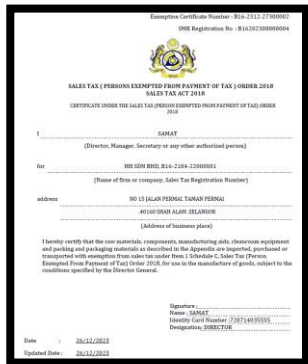 Exemption Certificate Number : B16-2312-27300002
SMK Registration No : B16202300000004
SALES TAX ( PERSONS EXEMPTED FROM PAYMENT OF TAX ) ORDER 2018
SALES TAX ACT 2018
CERTIFICATE UNDER THE SALES TAX (PERSON EXEMPTED FROM PAYMENT OF TAX) ORDER
2018
I SAMAT
(Director, Manager, Secretary or any other authorized person)
for HH SDN BHD, B16-2104-22000001
(Name of firm or company, Sales Tax Registration Number)
address NO 15 JALAN PERMAI TAMAN PERMAI
40160 SHAH ALAM ,SELANGOR
(Address of business place)
I hereby certify that the raw materials, components, manufacturing aids, cleanroom equipment
and packing and packaging materials as described in the Appendix are imported, purchased or
transported with exemption from sales tax under Item 1 Schedule C, Sales Tax (Person
Exempted From Payment of Tax) Order 2018, for use in the manufacture of goods, subject to the
conditions specified by the Director General.
Signature :
Name : SAMAT
Identity Card Number :720714035555
Designation: DIRECTOR
Date : 26/12/2023
Updated Date : 26/12/2023